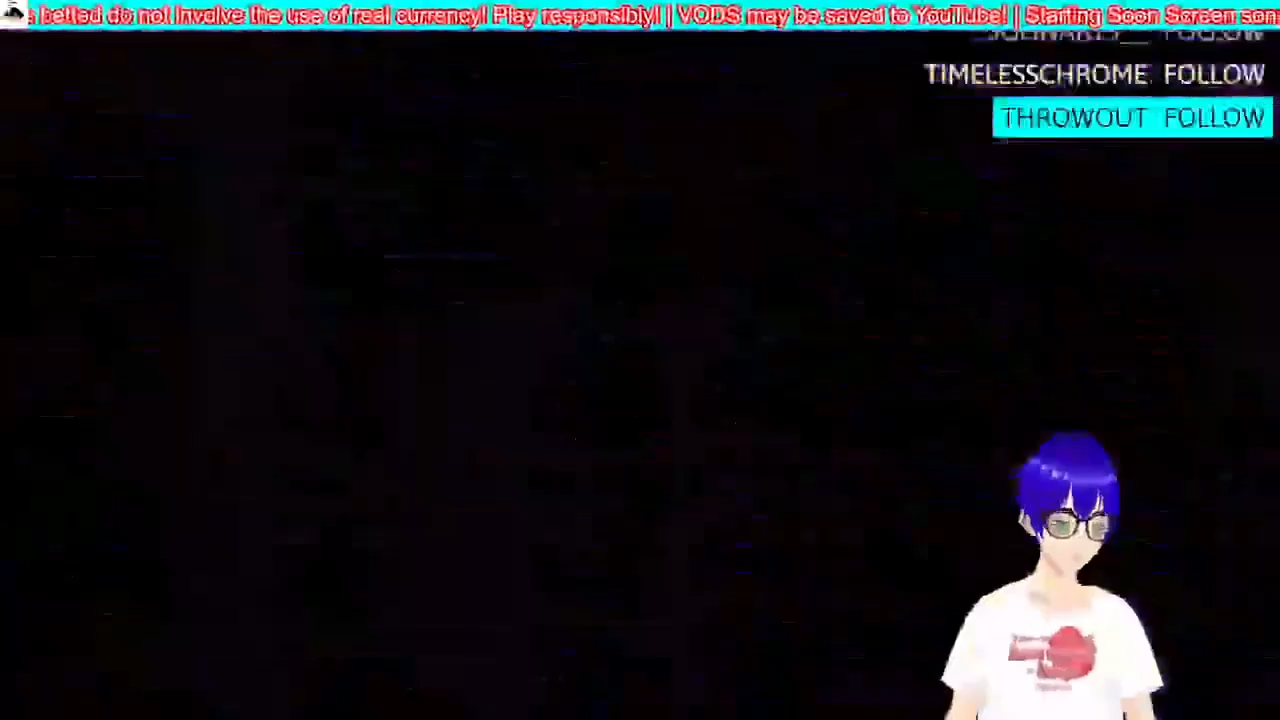 betted do not involve the use of real currency! Play responsibly! | VODS may be saved to YouTube! | Starting Soon Screen son
FOLLOW
TIMELESSCHROME FOLLOW
THROWOUT FOLLOW